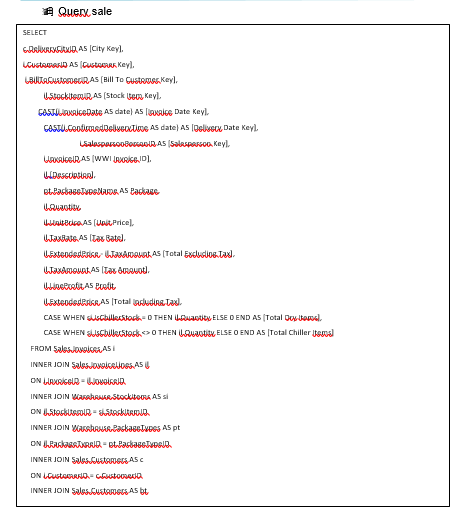 Query sale
SELECT
c.DeliveryCityID AS [City Key],
i.CustomerID AS [Customer Key],
i.BillToCustomerID AS [Bill To Customer Key],
il.StockItemID AS [Stock Item Key],
CAST(i.InvoiceDate AS date) AS [Invoice Date Key],
CAST(i.ConfirmedDeliveryTime AS date) AS [Delivery Date Key],
i.SalespersonPersonID AS [Salesperson Key],
i.InvoiceID AS [WWI Invoice ID],
il.[Description],
pt.PackageTypeName AS Package,
il.Quantity,
il.UnitPrice AS [Unit Price],
il.TaxRate AS [Tax Rate],
il.ExtendedPrice - il.TaxAmount AS [Total Excluding Tax],
il.TaxAmount AS [Tax Amount],
il.LineProfit AS Profit,
il.ExtendedPrice AS [Total Including Tax],
CASE WHEN si.IsChillerStock = 0 THEN il.Quantity ELSE 0 END AS [Total Dry Items],
CASE WHEN si.IsChillerStock <> 0 THEN il.Quantity ELSE 0 END AS [Total Chiller Items]
FROM Sales.Invoices AS i
INNER JOIN Sales.InvoiceLines AS il
ON i.InvoiceID = il.InvoiceID
INNER JOIN Warehouse.StockItems AS si
ON il.StockItemID = si.StockItemID
INNER JOIN Warehouse.PackageTypes AS pt
ON il.PackageTypeID = pt.PackageTypeID
INNER JOIN Sales.Customers AS c
ON i.CustomerID = c.CustomerID
INNER JOIN Sales.Customers AS bt